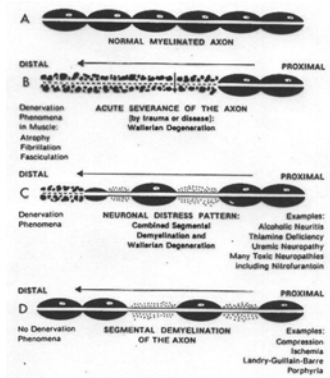 A
NORMAL MYELINATED AXON
DISTAL PROXIMAL
B
Denervation
Phenomena
in Muscle:
Atrophy
Fibrillation
Fasciculation
ACUTE SEVERANCE OF THE AXON
[by trauma or disease]:
Wallerian Degeneration
DISTAL PROXIMAL
C
Denervation
Phenomena
NEURONAL DISTRESS PATTERN:
Combined Segmental
Demyelination and
Wallerian Degeneration
Examples:
Alcoholic Neuritis
Thiamine Deficiency
Uremic Neuropathy
Many Toxic Neuropathies
including Nitrofurantoin
DISTAL PROXIMAL
D
No Denervation
Phenomena
SEGMENTAL DEMYELINATION
OF THE AXON
Examples:
Compression
Ischemia
Landry-Guillain-Barre
Porphyria